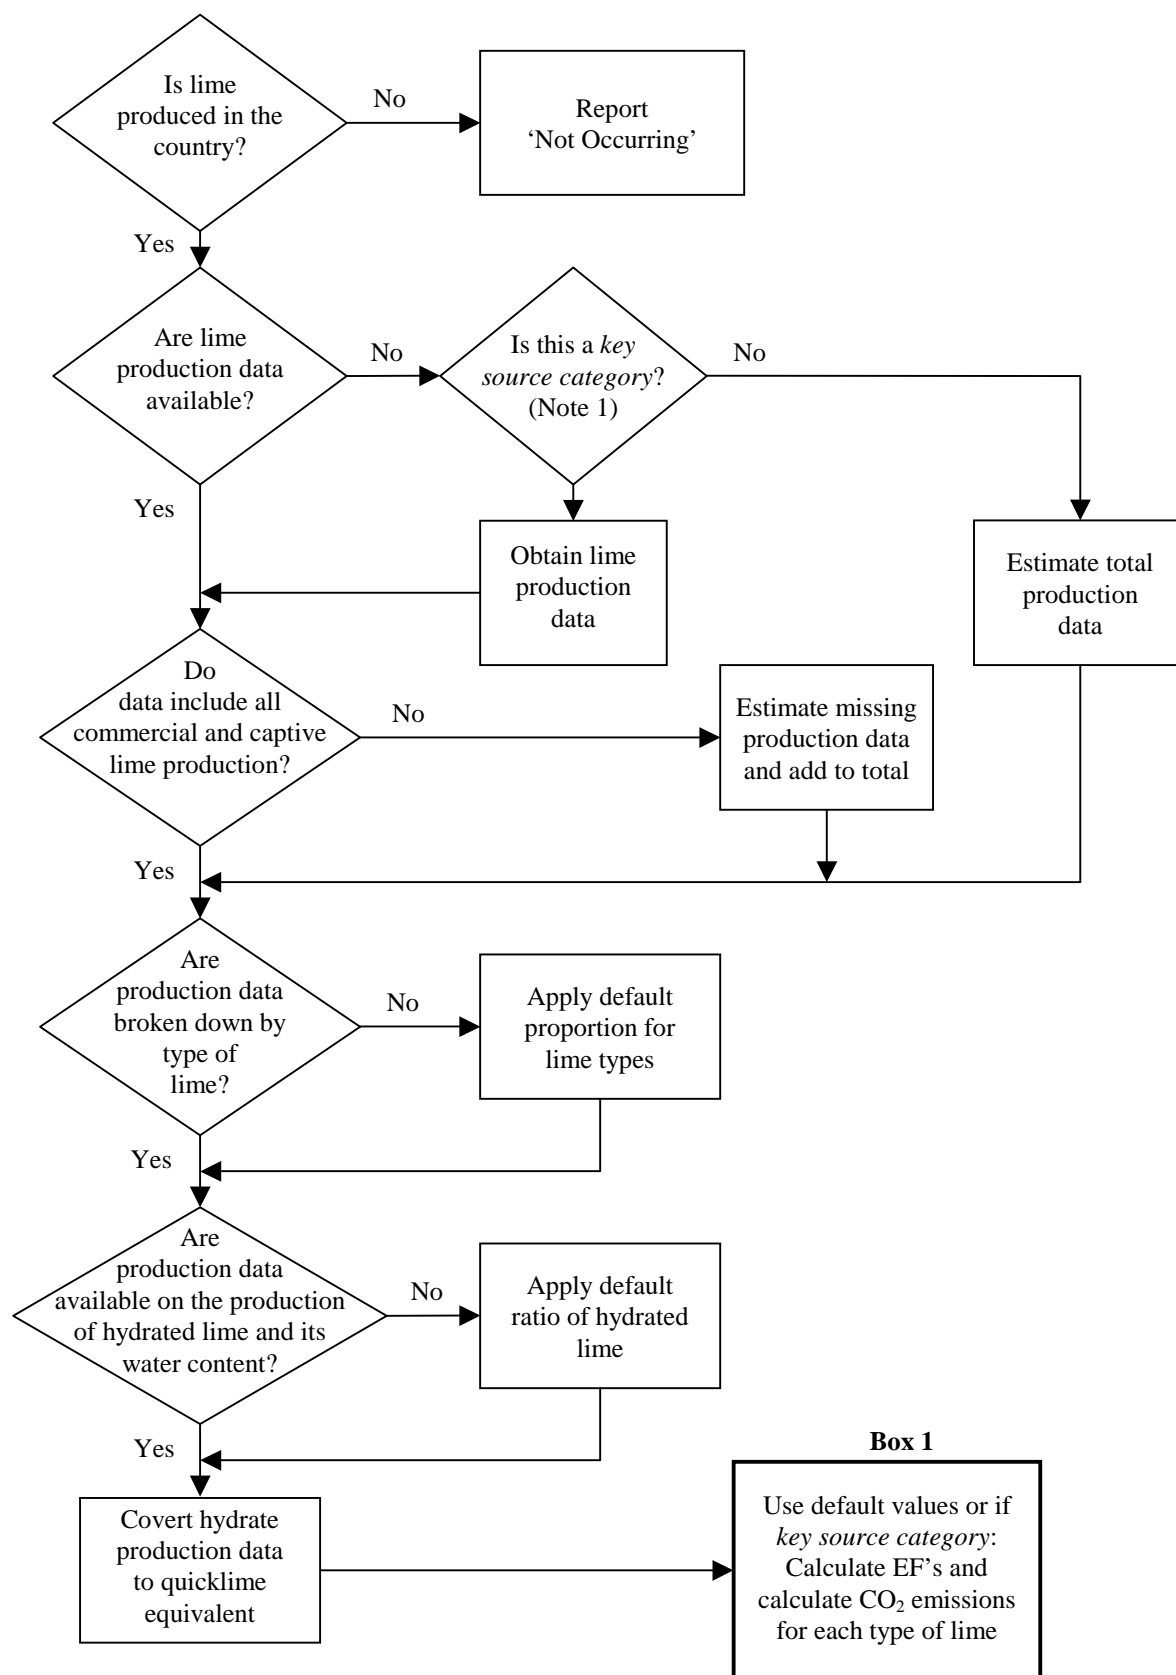 Is lime
produced in the
country?
No
Report
‘Not Occurring’
Yes
Are lime
production data
available?
No
Is this a key
source category?
(Note 1)
No
Yes
Obtain lime
production
data
Estimate total
production
data
Do
data include all
commercial and captive
lime production?
No
Estimate missing
production data
and add to total
Yes
Are
production data
broken down by
type of
lime?
No
Apply default
proportion for
lime types
Yes
Are
production data
available on the production
of hydrated lime and its
water content?
No
Apply default
ratio of hydrated
lime
Yes
Covert hydrate
production data
to quicklime
equivalent
Box 1
Use default values or if
key source category:
Calculate EF’s and
calculate CO₂ emissions
for each type of lime